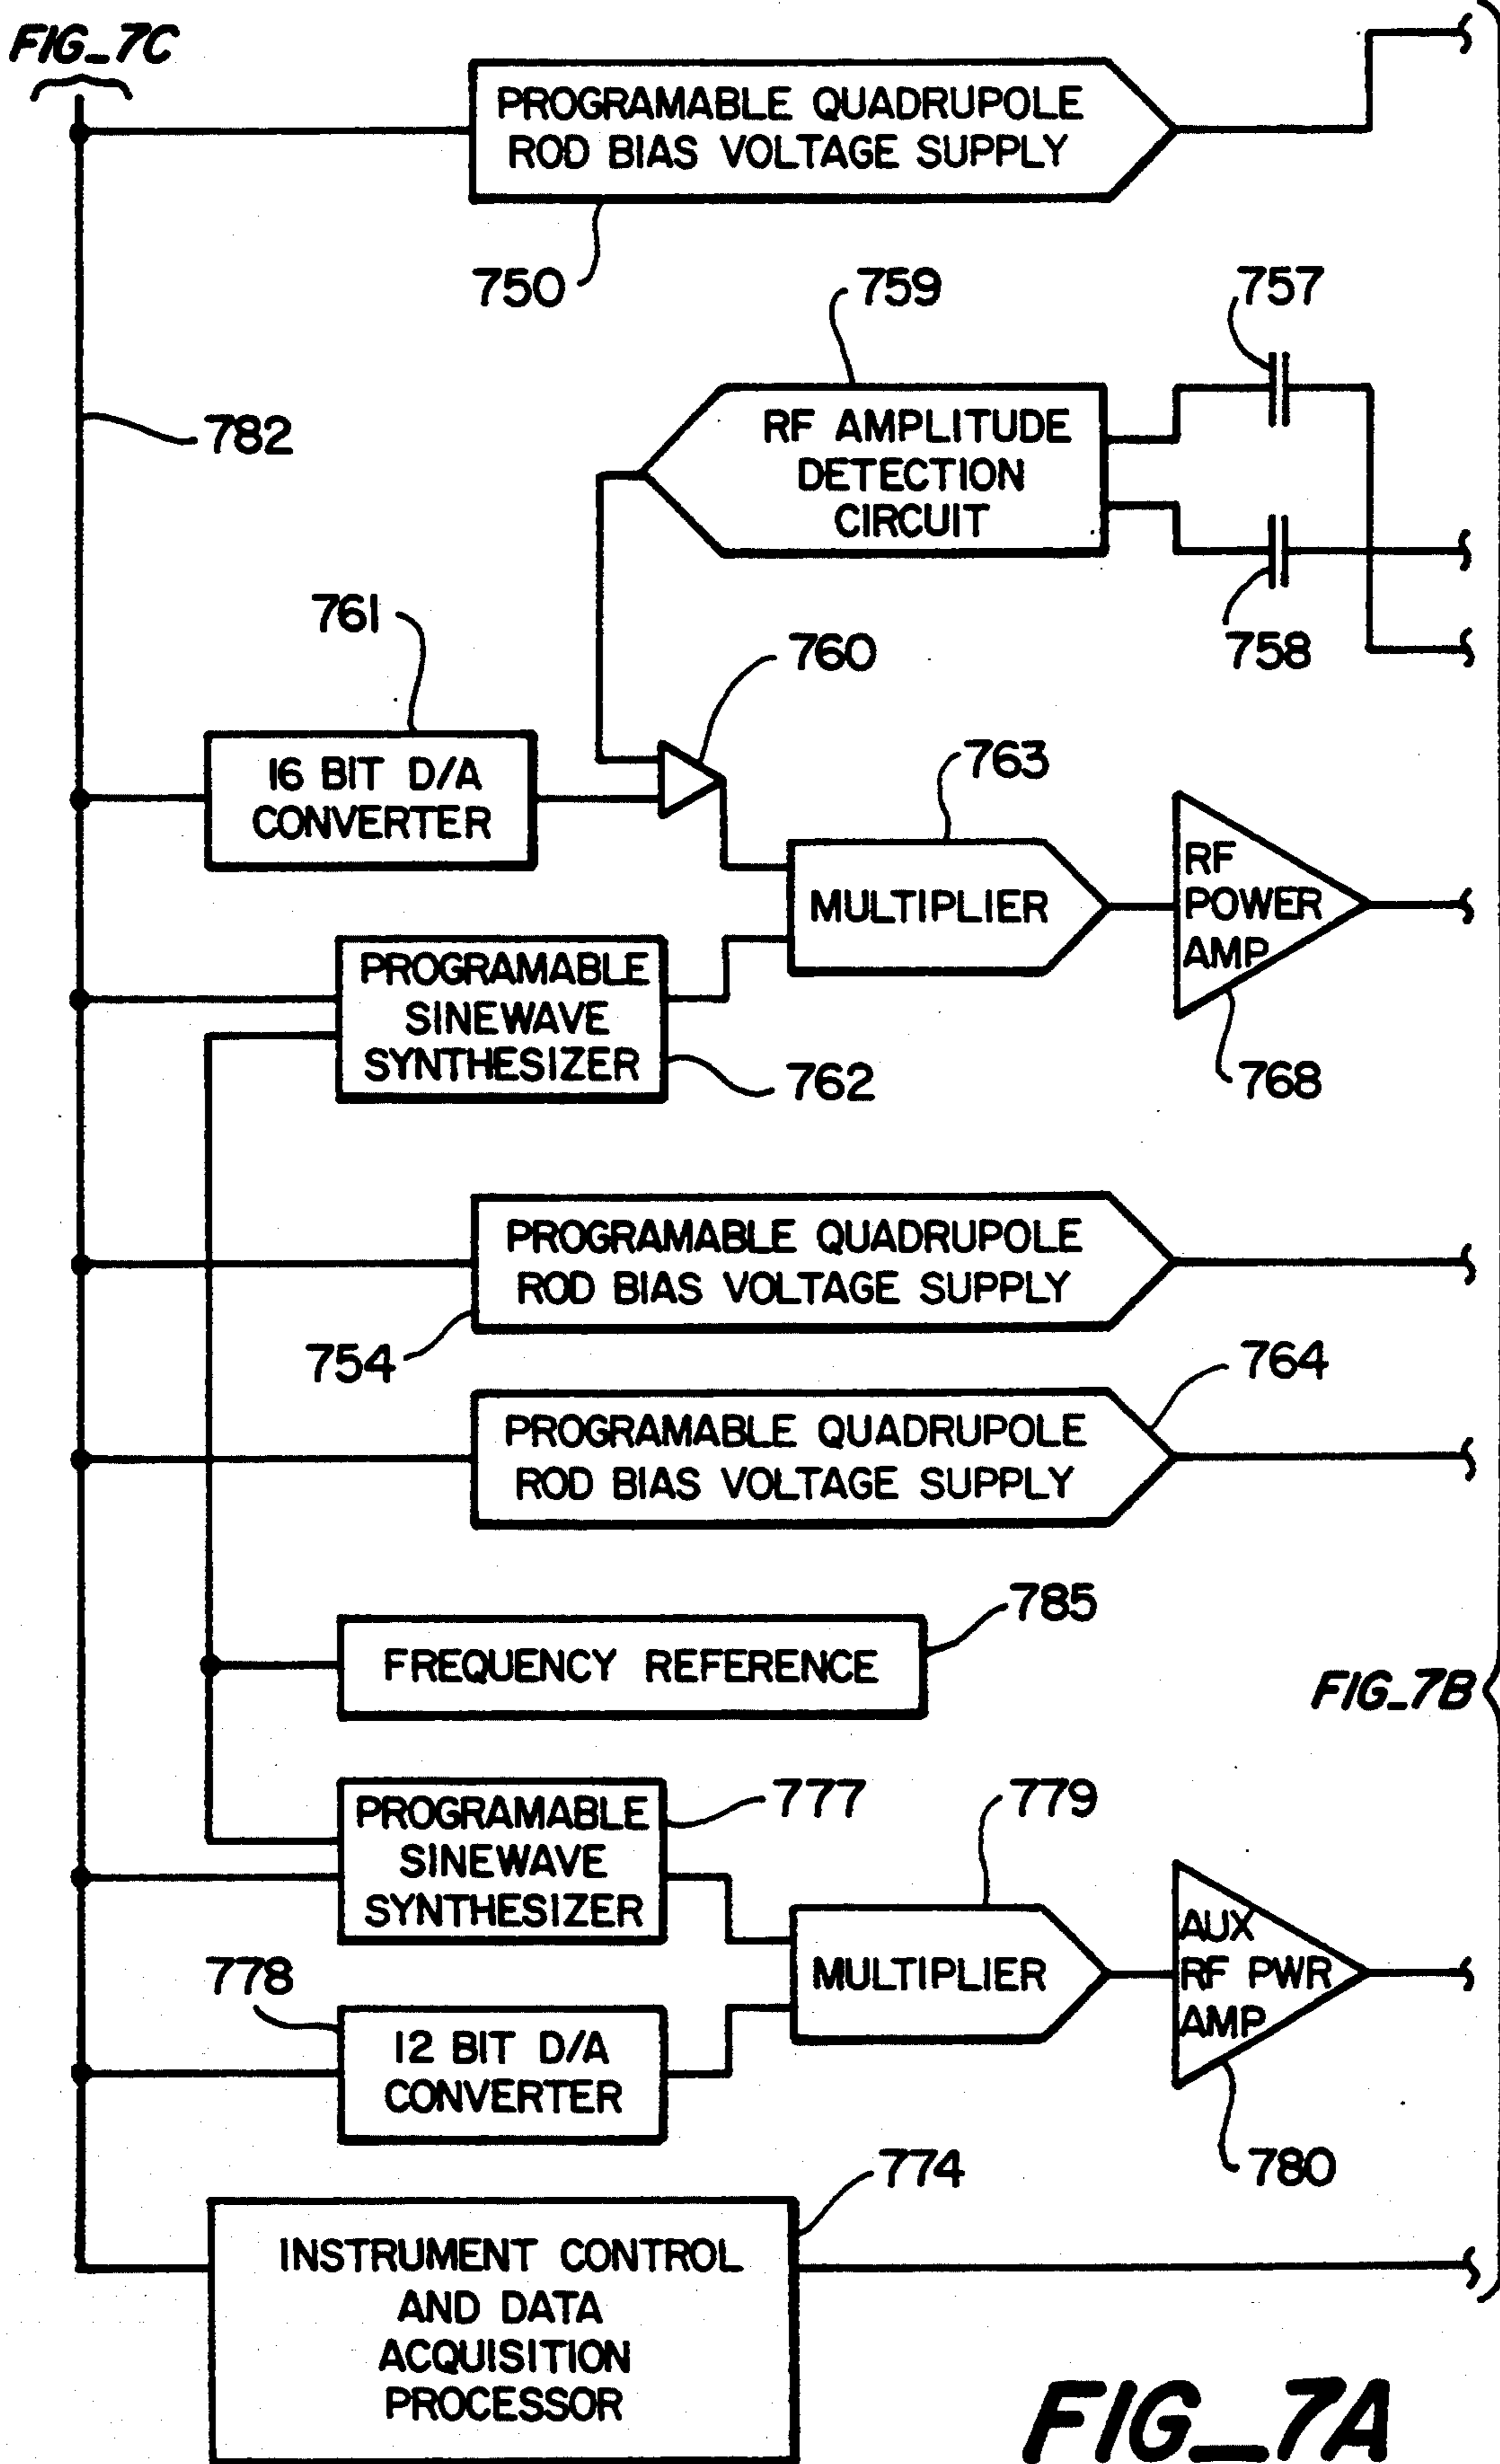 FIG_7C
PROGRAMABLE QUADRUPOLE
ROD BIAS VOLTAGE SUPPLY
750
759
757
RF AMPLITUDE
DETECTION
CIRCUIT
782
758
761
760
16 BIT D/A
CONVERTER
763
MULTIPLIER
RF
POWER
AMP
PROGRAMABLE
SINEWAVE
SYNTHESIZER
762
768
PROGRAMABLE QUADRUPOLE
ROD BIAS VOLTAGE SUPPLY
754
764
PROGRAMABLE QUADRUPOLE
ROD BIAS VOLTAGE SUPPLY
785
FREQUENCY REFERENCE
FIG_7B
PROGRAMABLE
SINEWAVE
SYNTHESIZER
777
779
MULTIPLIER
AUX
RF PWR
AMP
778
12 BIT D/A
CONVERTER
780
774
INSTRUMENT CONTROL
AND DATA
ACQUISITION
PROCESSOR
FIG_7A